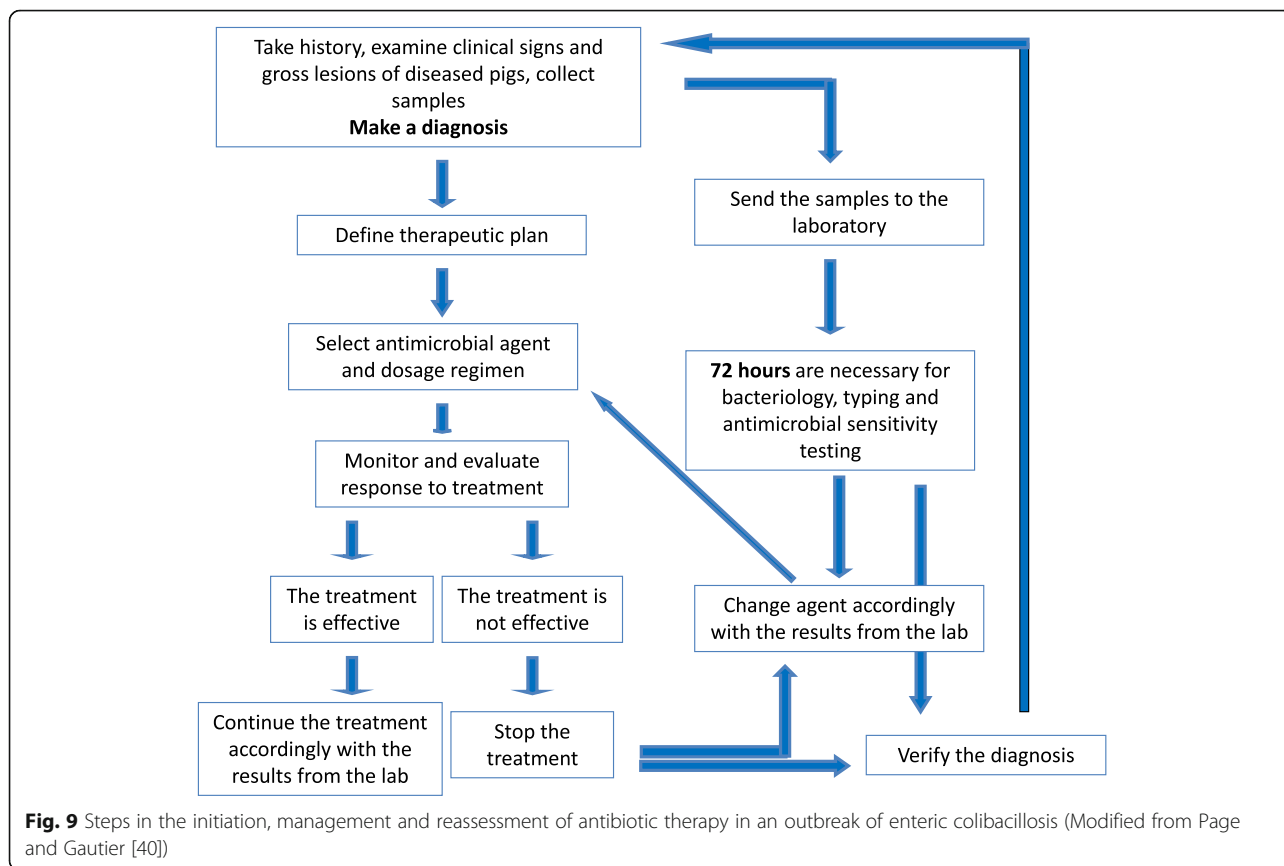 Take history, examine clinical signs and
gross lesions of diseased pigs, collect
samples
Make a diagnosis
Send the samples to the
laboratory
Define therapeutic plan
Select antimicrobial agent
and dosage regimen
72 hours are necessary for
bacteriology, typing and
antimicrobial sensitivity
testing
Monitor and evaluate
response to treatment
The treatment
is effective
The treatment is
not effective
Change agent accordingly
with the results from the lab
Continue the treatment
accordingly with the
results from the lab
Stop the
treatment
Verify the diagnosis
Fig. 9 Steps in the initiation, management and reassessment of antibiotic therapy in an outbreak of enteric colibacillosis (Modified from Page
and Gautier [40])